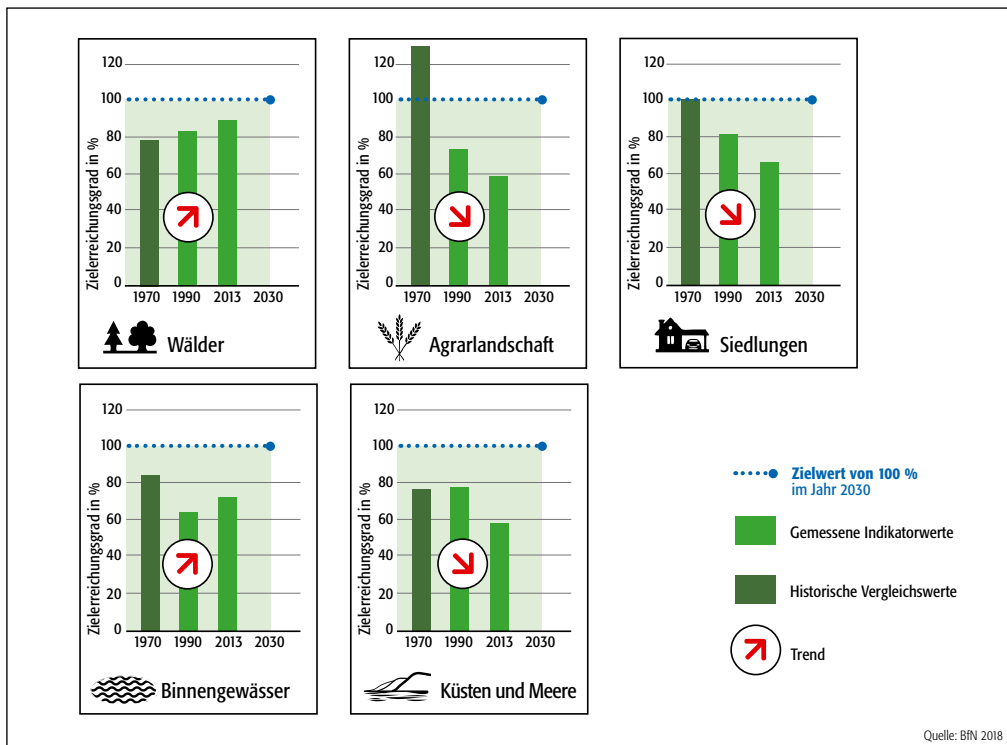 Zielerreichungsgrad in %
120
100
80
60
40
20
0
1970 1990 2013 2030
Wälder
Zielerreichungsgrad in %
120
100
80
60
40
20
0
1970 1990 2013 2030
Agrarlandschaft
Zielerreichungsgrad in %
120
100
80
60
40
20
0
1970 1990 2013 2030
Siedlungen
Zielerreichungsgrad in %
120
100
80
60
40
20
0
1970 1990 2013 2030
Binnengewässer
Zielerreichungsgrad in %
120
100
80
60
40
20
0
1970 1990 2013 2030
Küsten und Meere
Zielwert von 100 %
im Jahr 2030
Gemessene Indikatorwerte
Historische Vergleichswerte
Trend
Quelle: BfN 2018